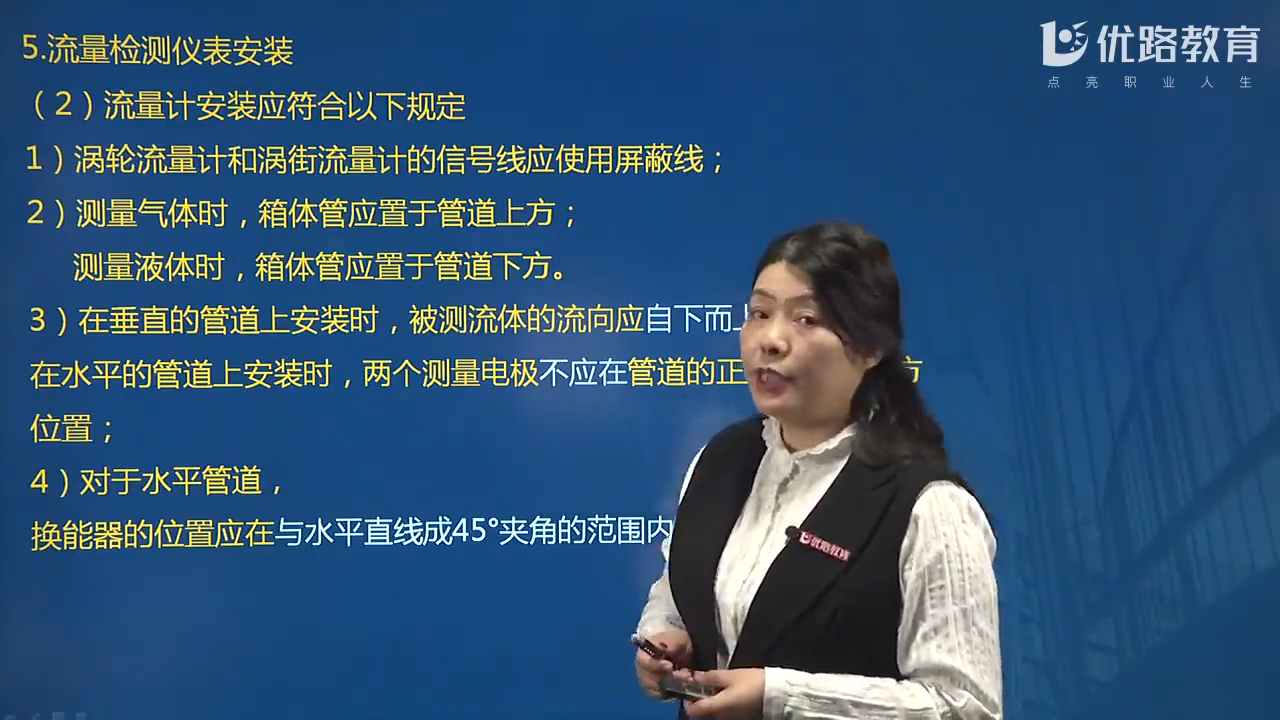 5.流量检测仪表安装
优路教育
点亮职业人生
（2）流量计安装应符合以下规定
1）涡轮流量计和涡街流量计的信号线应使用屏蔽线；
2）测量气体时，箱体管应置于管道上方；
测量液体时，箱体管应置于管道下方。
3）在垂直的管道上安装时，被测流体的流向应自下而上
在水平的管道上安装时，两个测量电极不应在管道的正方
位置；
4）对于水平管道，
换能器的位置应在与水平直线成45°夹角的范围内
优路教育